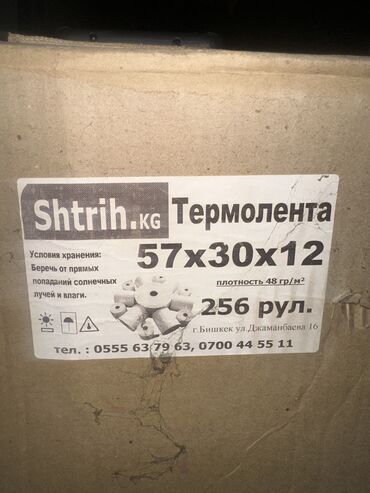 Shtrih.KG Термолента
57x30x12
Условия хранения:
Беречь от прямых
попаданий солнечных
лучей и влаги.
плотность 48 гр/м²
256 рул.
г.Бишкек ул.Джаманбаева 16
тел. : 0555 63 79 63, 0700 44 55 11